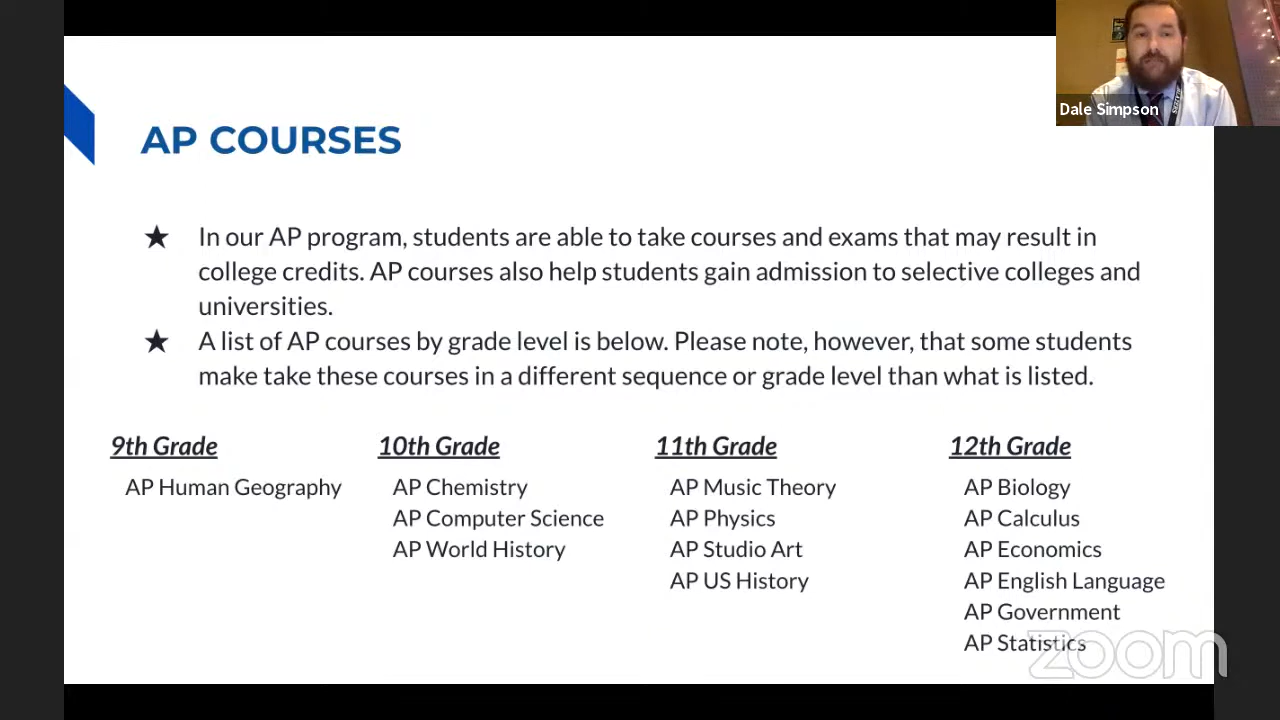 Dale Simpson
AP COURSES
★ In our AP program, students are able to take courses and exams that may result in
college credits. AP courses also help students gain admission to selective colleges and
universities.
★ A list of AP courses by grade level is below. Please note, however, that some students
make take these courses in a different sequence or grade level than what is listed.
9th Grade
AP Human Geography
10th Grade
AP Chemistry
AP Computer Science
AP World History
11th Grade
AP Music Theory
AP Physics
AP Studio Art
AP US History
12th Grade
AP Biology
AP Calculus
AP Economics
AP English Language
AP Government
AP Statistics
zoom